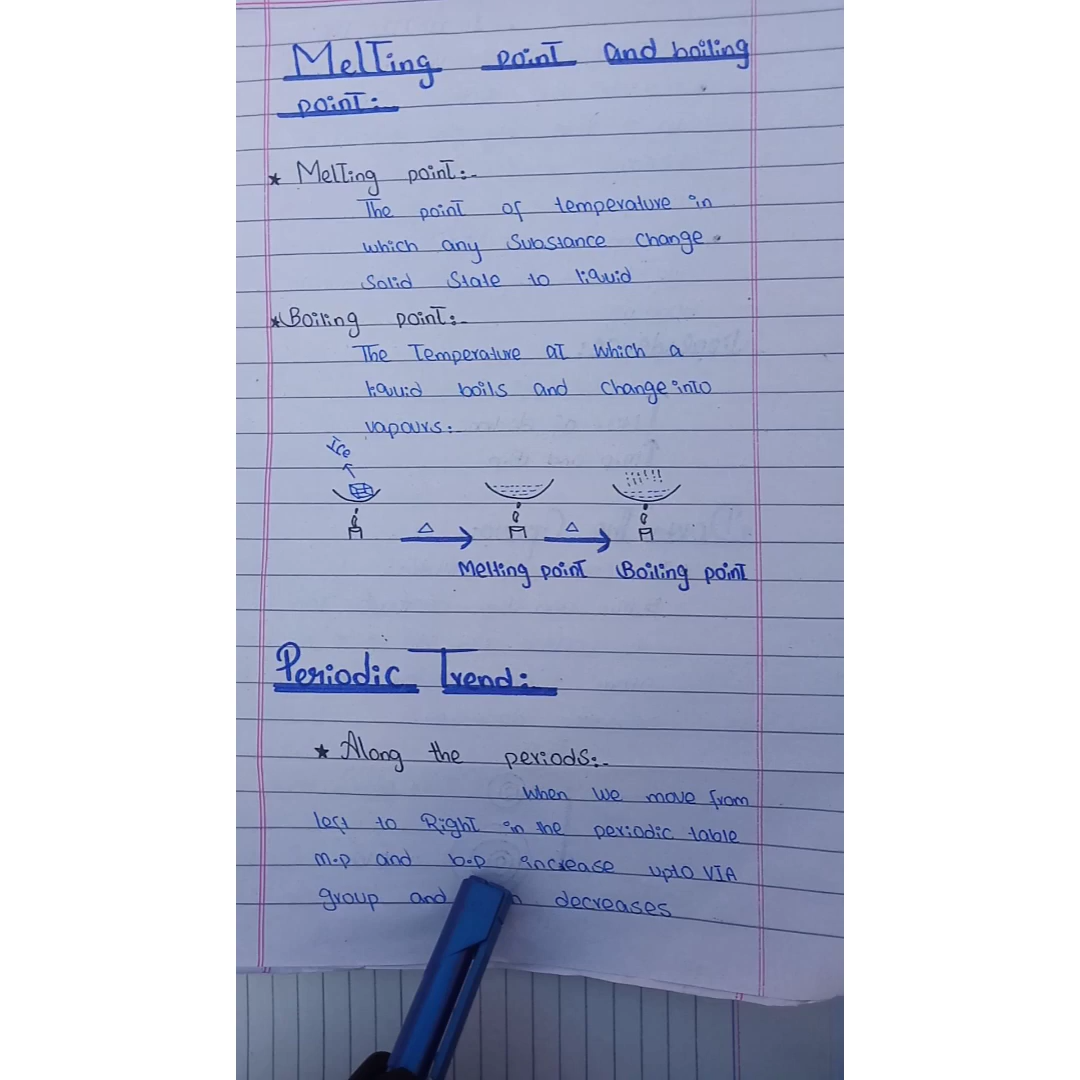 Melting point and boiling
point:-
* Melting point:-
The point of temperature in
which any Substance change
Solid State to liquid
* Boiling point:-
The Temperature at which a
liquid boils and change into
vapours:-
Ice
Δ Δ
Melting point Boiling point
Periodic Trend:-
* Along the periods:-
When we move from
left to Right in the periodic table
m.p and b.p increase upto VIA
group and decreases